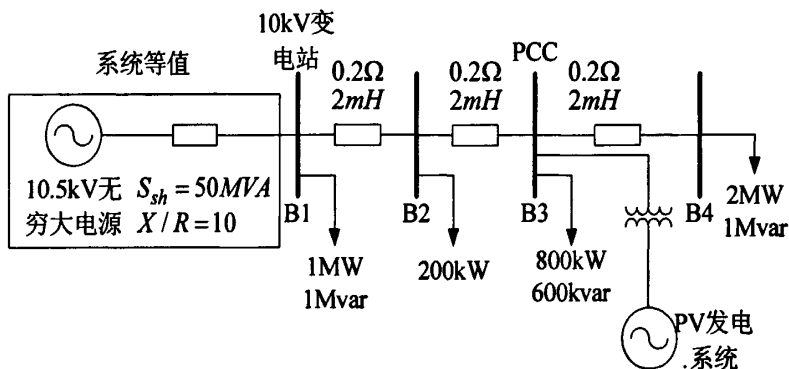 系统等值
10kV变
电站
0.2Ω
2mH
0.2Ω
2mH
PCC
0.2Ω
2mH
10.5kV无 S_sh=50MVA
穷大电源 X/R=10
B1
B2
B3
B4
1MW
1Mvar
200kW
800kW
600kvar
2MW
1Mvar
PV发电
.系统